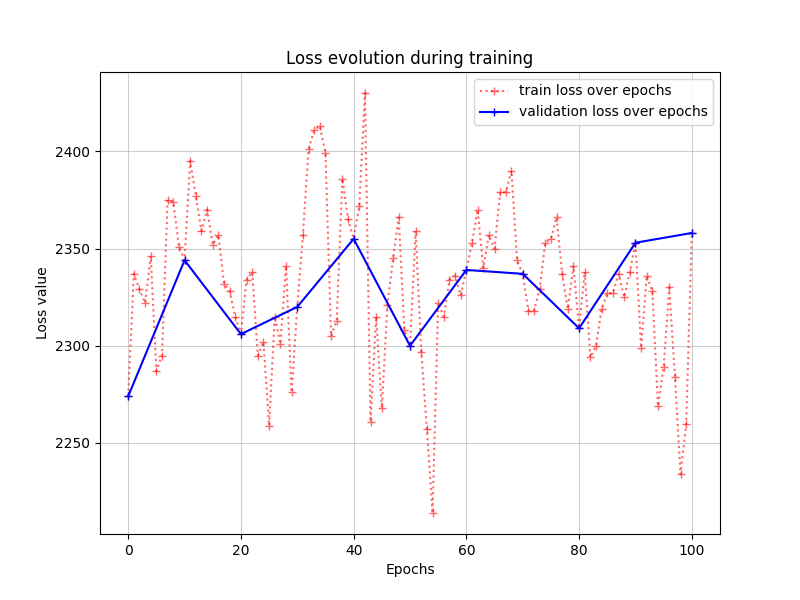 Loss evolution during training
train loss over epochs
validation loss over epochs
Loss value
2400
2350
2300
2250
0 20 40 60 80 100
Epochs